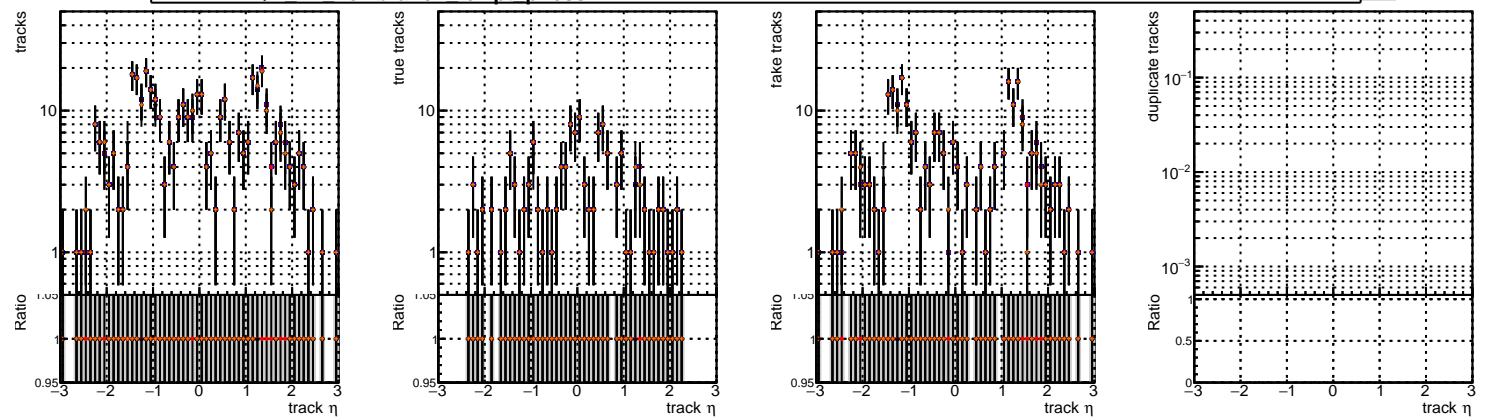 tracks
10
1
Ratio
1.05
1
0.95
−3 −2 −1 0 1 2 3
track η
true tracks
10
1
Ratio
1.05
1
0.95
−3 −2 −1 0 1 2 3
track η
fake tracks
10
1
Ratio
1.05
1
0.95
−3 −2 −1 0 1 2 3
track η
duplicate tracks
10−1
10−2
10−3
Ratio
1
0.5
0
−3 −2 −1 0 1 2 3
track η